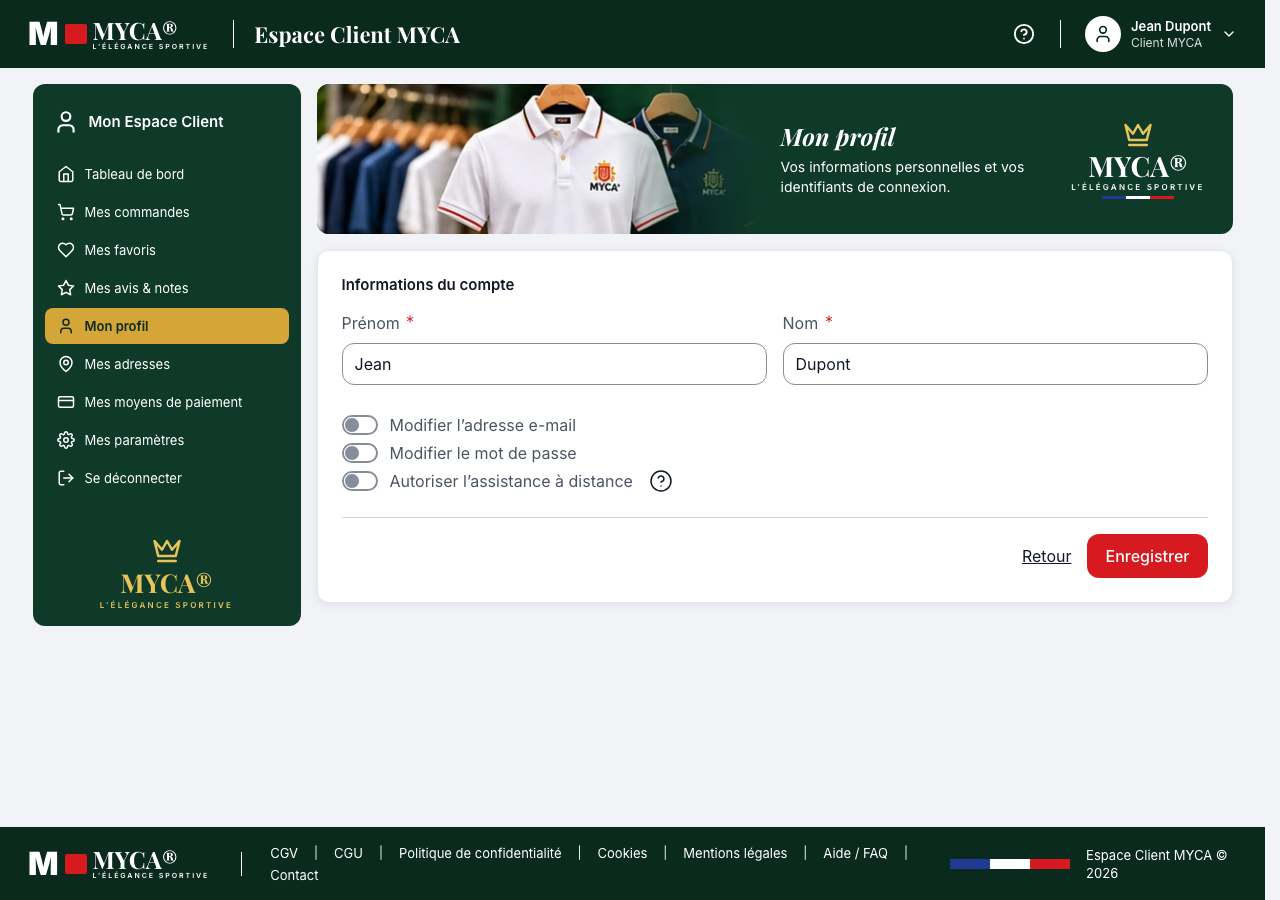 M MYCA®
L'ÉLÉGANCE SPORTIVE
Espace Client MYCA
Jean Dupont
Client MYCA
Mon Espace Client
Tableau de bord
Mes commandes
Mes favoris
Mes avis & notes
Mon profil
Mes adresses
Mes moyens de paiement
Mes paramètres
Se déconnecter
MYCA®
L'ÉLÉGANCE SPORTIVE
MYCA®
MYCA
Mon profil
Vos informations personnelles et vos
identifiants de connexion.
MYCA®
L'ÉLÉGANCE SPORTIVE
Informations du compte
Prénom *
Nom *
Jean
Dupont
Modifier l’adresse e-mail
Modifier le mot de passe
Autoriser l’assistance à distance
Retour
Enregistrer
M MYCA®
L'ÉLÉGANCE SPORTIVE
CGV | CGU | Politique de confidentialité | Cookies | Mentions légales | Aide / FAQ |
Contact
Espace Client MYCA ©
2026